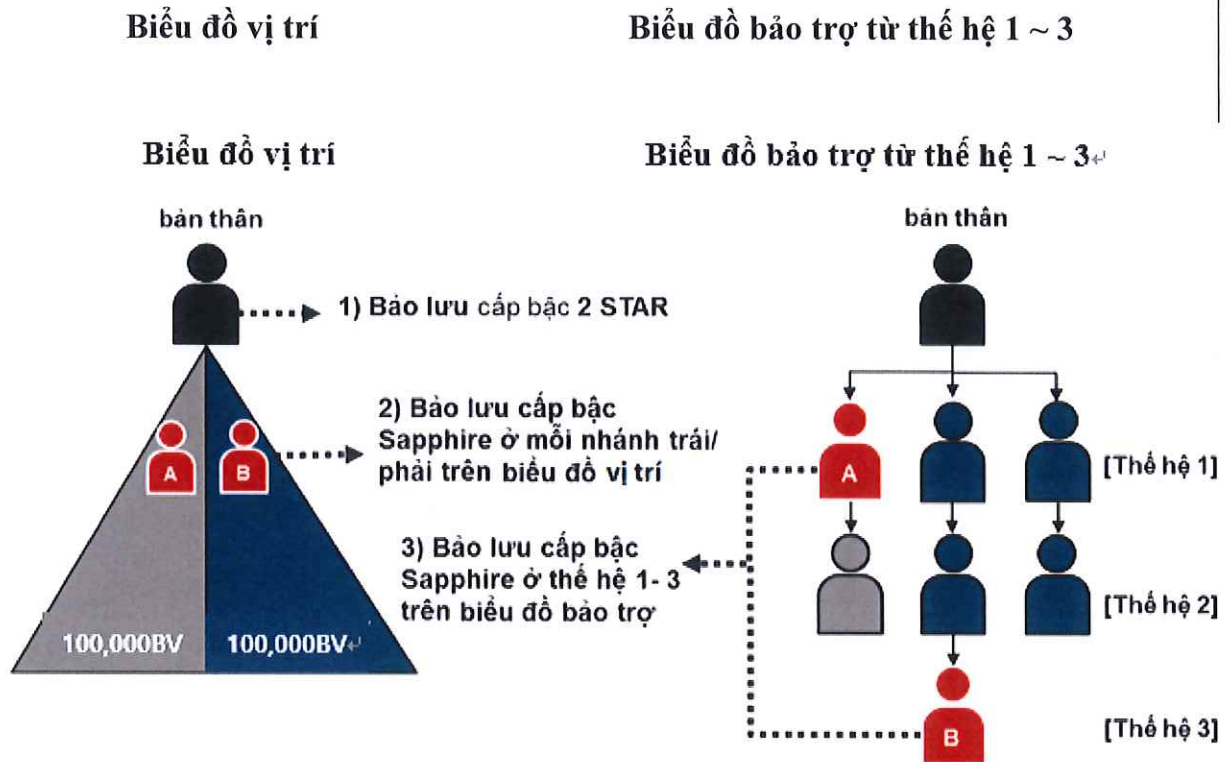 Biểu đồ vị trí
Biểu đồ bảo trợ từ thế hệ 1 ~ 3
Biểu đồ vị trí
Biểu đồ bảo trợ từ thế hệ 1 ~ 3↵
bản thân
bản thân
1) Bảo lưu cấp bậc 2 STAR
2) Bảo lưu cấp bậc
Sapphire ở mỗi nhánh trái/
phải trên biểu đồ vị trí
A
B
A
[Thế hệ 1]
3) Bảo lưu cấp bậc
Sapphire ở thế hệ 1- 3
trên biểu đồ bảo trợ
[Thế hệ 2]
100,000BV
100,000BV↵
B
[Thế hệ 3]